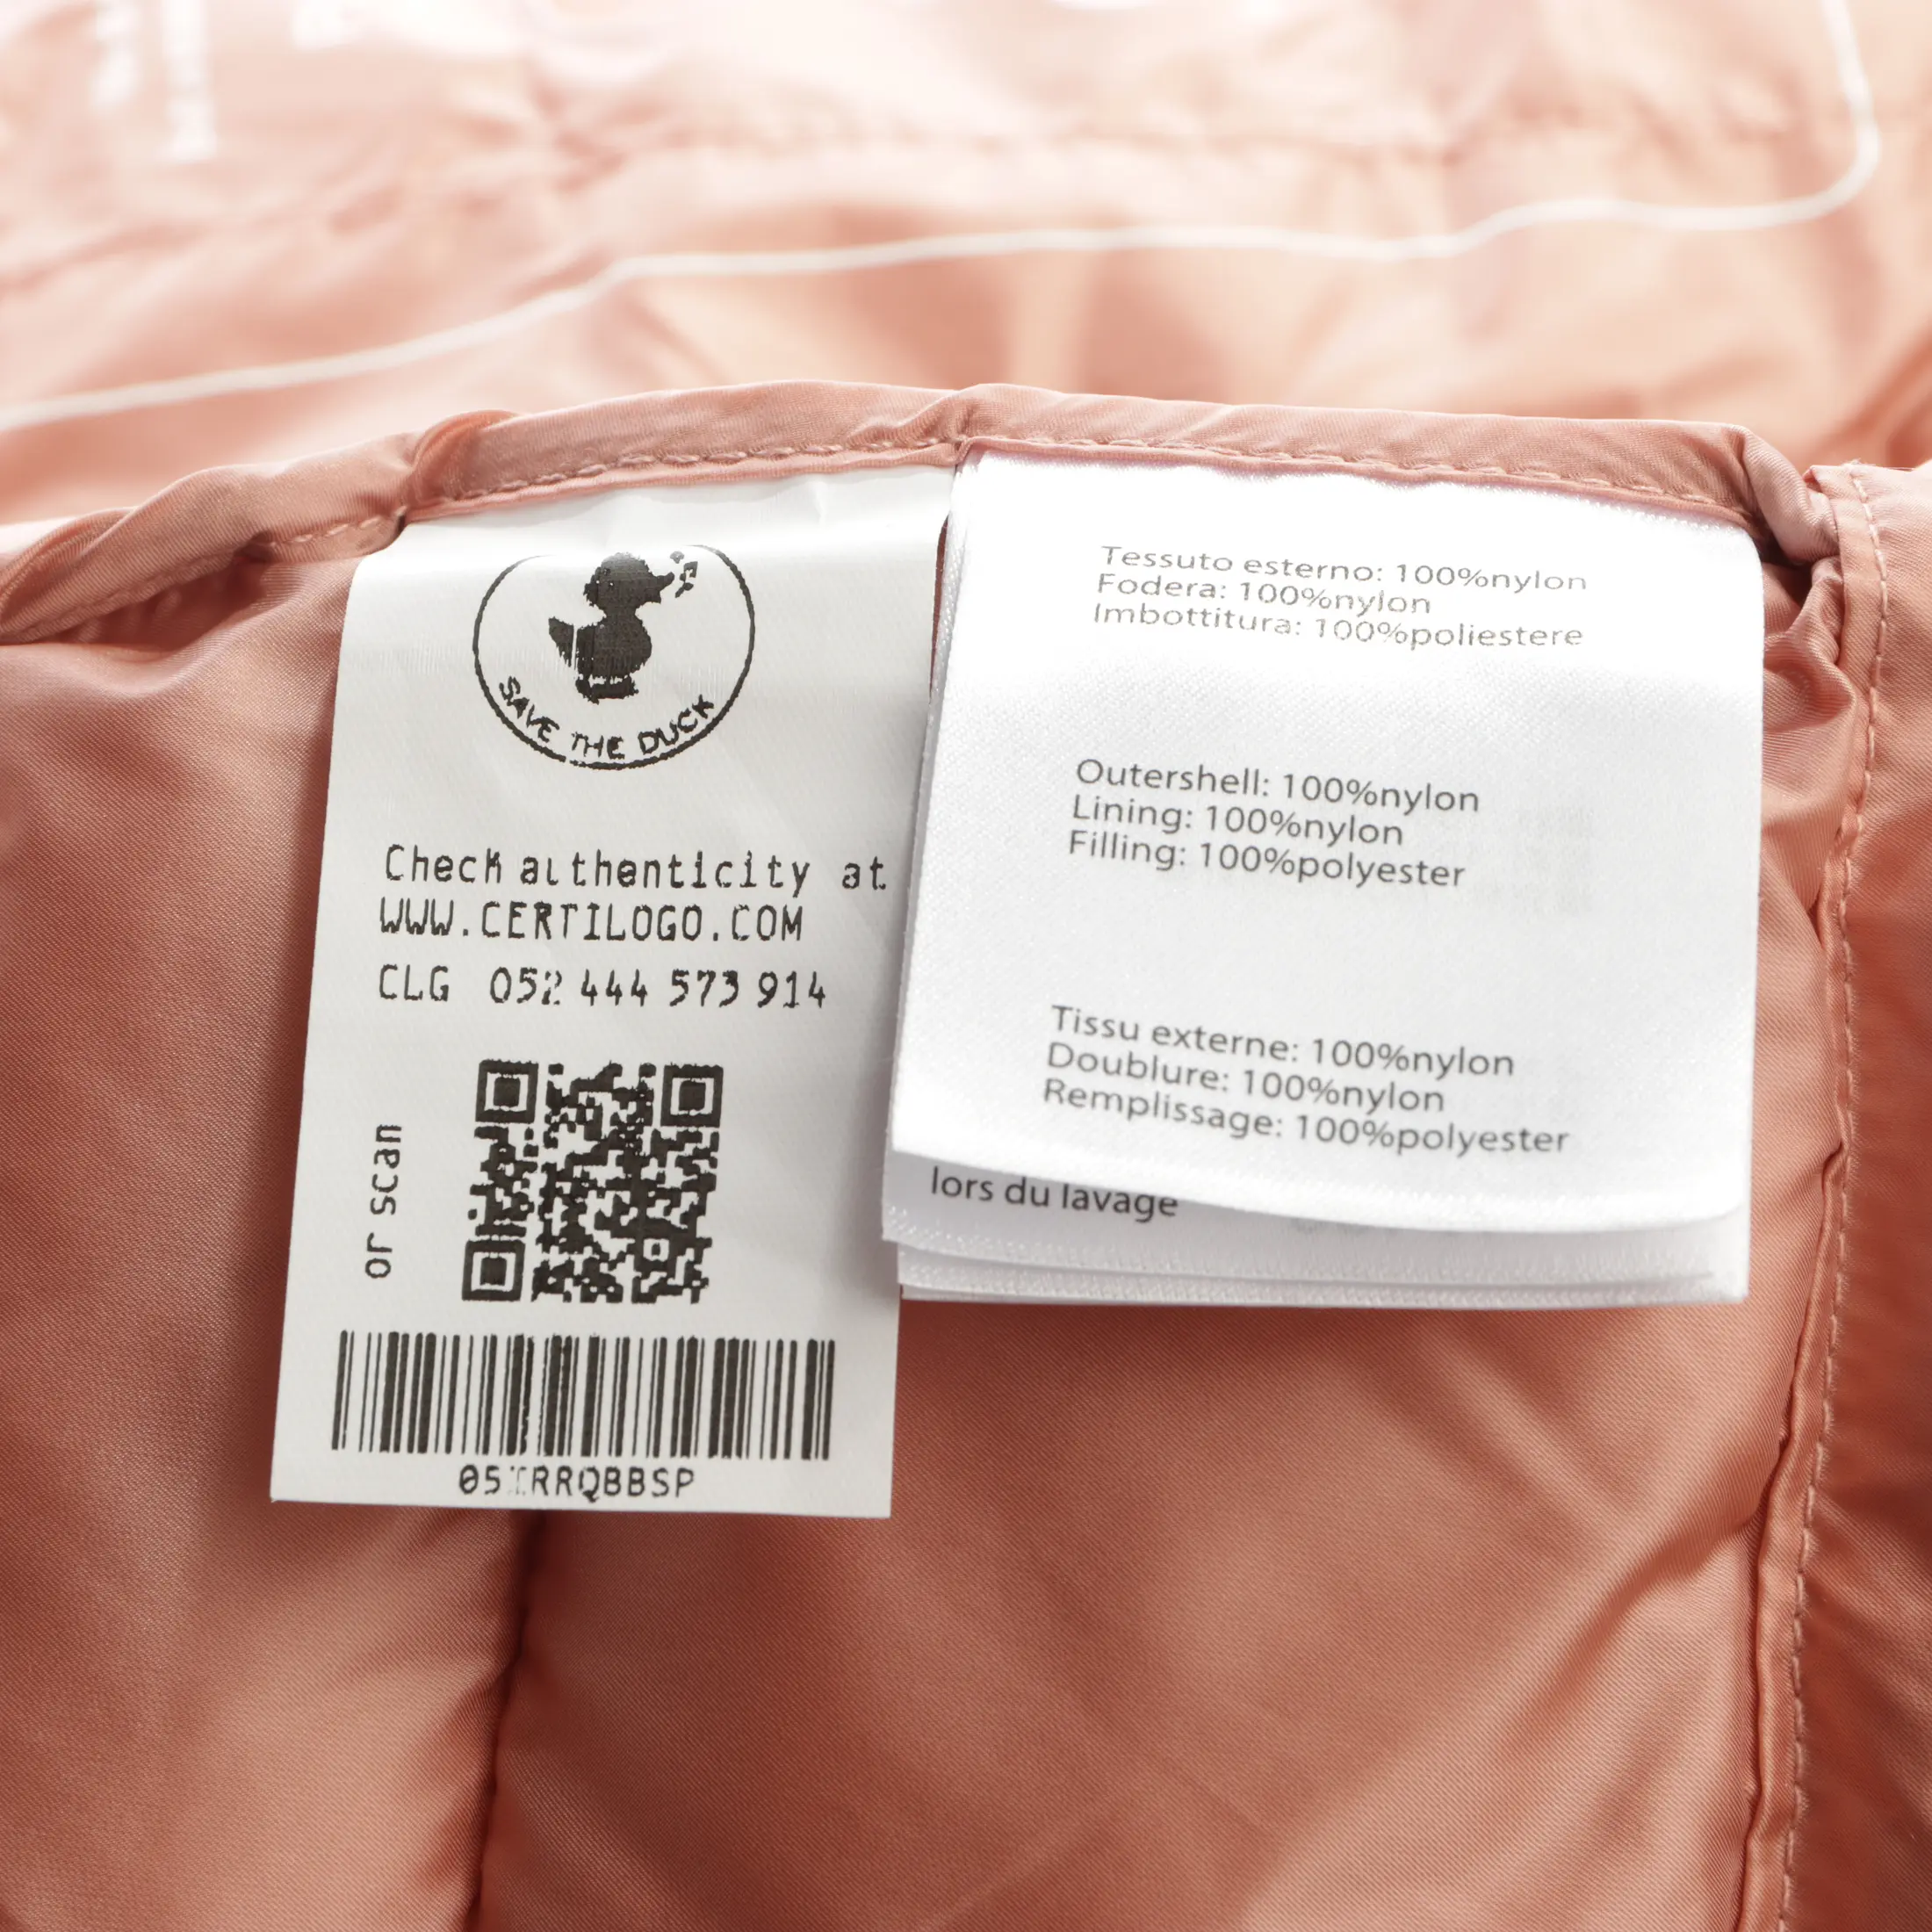 SAVE THE DUCK
Check authenticity at
WWW.CERTILOGO.COM
CLG 052 444 573 914
or scan
Tessuto esterno: 100%nylon
Fodera: 100%nylon
Imbottitura: 100%poliestere
Outershell: 100%nylon
Lining: 100%nylon
Filling: 100%polyester
Tissu externe: 100%nylon
Doublure: 100%nylon
Remplissage: 100%polyester
lors du lavage